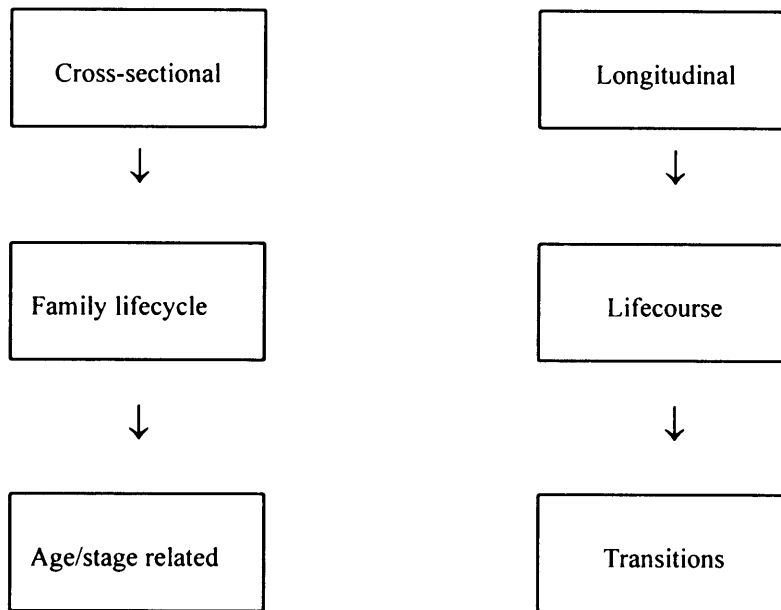 Cross-sectional
Longitudinal
Family lifecycle
Lifecourse
Age/stage related
Transitions